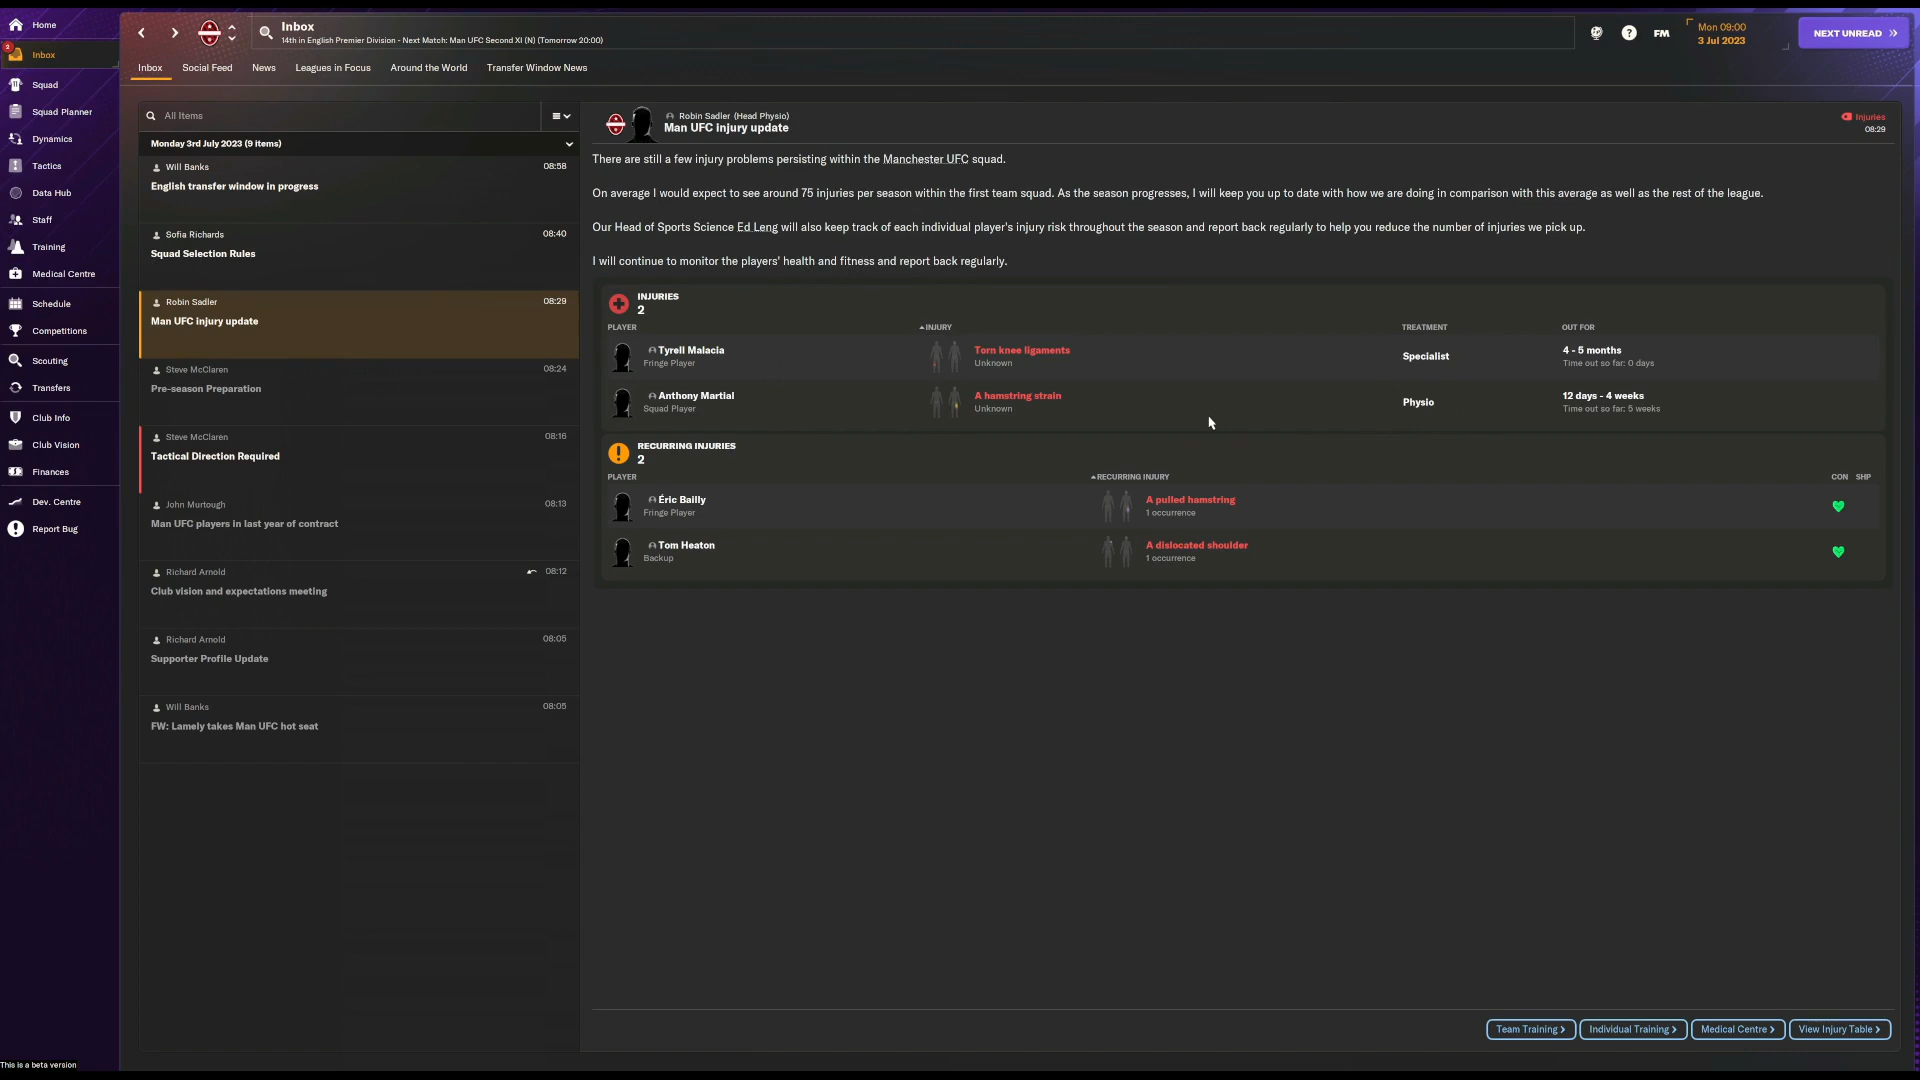 Home
2
Inbox
Squad
Squad Planner
Dynamics
Tactics
Data Hub
Staff
Training
Medical Centre
Schedule
Competitions
Scouting
Transfers
Club Info
Club Vision
Finances
Dev. Centre
Report Bug
This is a beta version
Inbox
14th in English Premier Division - Next Match: Man UFC Second XI (N) (Tomorrow 20:00)
FM
Mon 09:00
3 Jul 2023
NEXT UNREAD
Inbox Social Feed News Leagues in Focus Around the World Transfer Window News
All Items
Monday 3rd July 2023 (9 items)
Will Banks 08:58
English transfer window in progress
Sofia Richards 08:40
Squad Selection Rules
Robin Sadler 08:29
Man UFC injury update
Steve McClaren 08:24
Pre-season Preparation
Steve McClaren 08:16
Tactical Direction Required
John Murtough 08:13
Man UFC players in last year of contract
Richard Arnold 08:12
Club vision and expectations meeting
Richard Arnold 08:05
Supporter Profile Update
Will Banks 08:05
FW: Lamely takes Man UFC hot seat
Robin Sadler (Head Physio)
Man UFC injury update
Injuries
08:29
There are still a few injury problems persisting within the Manchester UFC squad.
On average I would expect to see around 75 injuries per season within the first team squad. As the season progresses, I will keep you up to date with how we are doing in comparison with this average as well as the rest of the league.
Our Head of Sports Science Ed Leng will also keep track of each individual player's injury risk throughout the season and report back regularly to help you reduce the number of injuries we pick up.
I will continue to monitor the players' health and fitness and report back regularly.
INJURIES
2
PLAYER INJURY TREATMENT OUT FOR
Tyrell Malacia Torn knee ligaments Specialist 4 - 5 months
Fringe Player Unknown Time out so far: 0 days
Anthony Martial A hamstring strain Physio 12 days - 4 weeks
Squad Player Unknown Time out so far: 5 weeks
RECURRING INJURIES
2
PLAYER RECURRING INJURY CON SHP
Éric Bailly A pulled hamstring
Fringe Player 1 occurrence
Tom Heaton A dislocated shoulder
Backup 1 occurrence
Team Training Individual Training Medical Centre View Injury Table